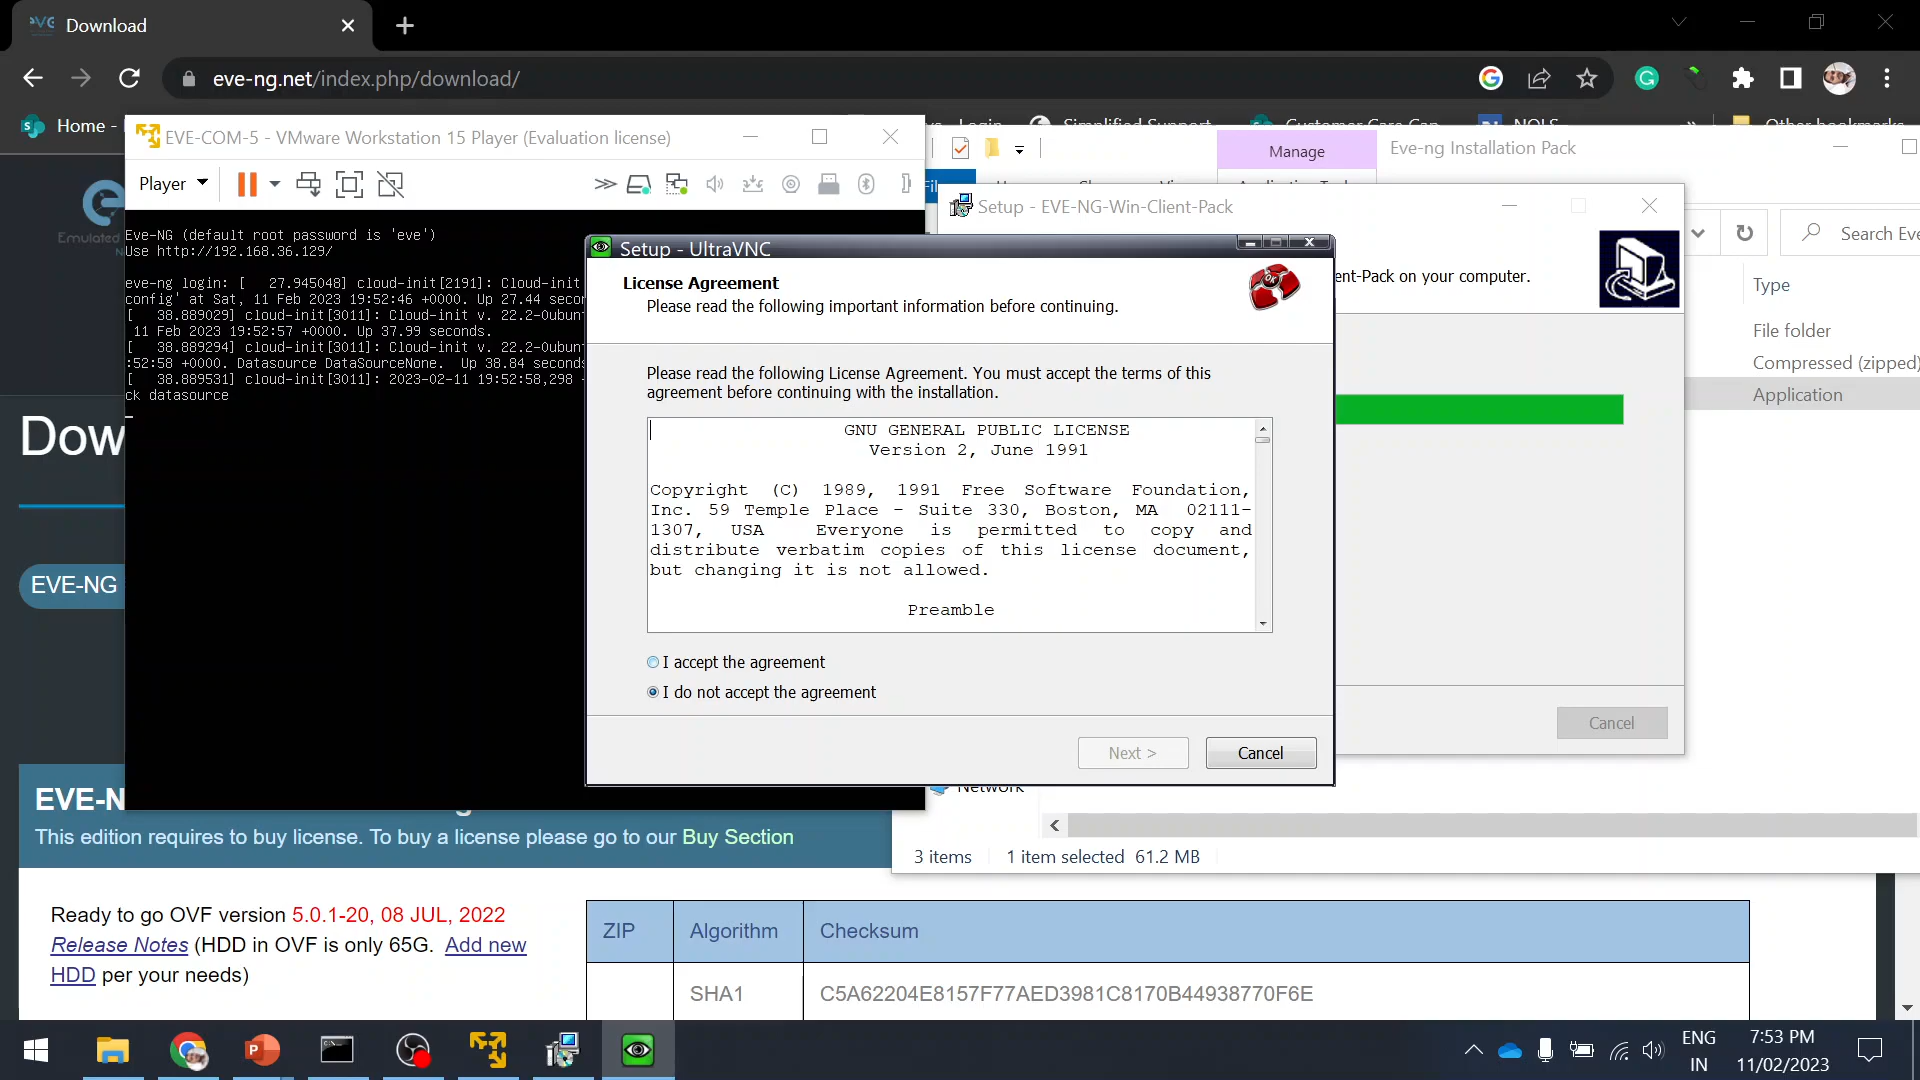 Download
eve-ng.net/index.php/download/
Home -
Simplified Support
Customer Care Cap
NOLS
Other bookmarks
EVE-COM-5 - VMware Workstation 15 Player (Evaluation license)
Player
Manage
Eve-ng Installation Pack
Setup - EVE-NG-Win-Client-Pack
Search Eve
ent-Pack on your computer.
Type
File folder
Compressed (zipped)
Application
Cancel
Eve-NG (default root password is 'eve')
Use http://192.168.36.129/
eve-ng login: [   27.945048] cloud-init[2191]: Cloud-init
config' at Sat, 11 Feb 2023 19:52:46 +0000. Up 27.44 secon
[   38.889029] cloud-init[3011]: Cloud-init v. 22.2-0ubun
11 Feb 2023 19:52:57 +0000. Up 37.99 seconds.
[   38.889294] cloud-init[3011]: Cloud-init v. 22.2-0ubun
:52:58 +0000. Datasource DataSourceNone.  Up 38.84 seconds
[   38.889531] cloud-init[3011]: 2023-02-11 19:52:58,298 -
ck datasource
Setup - UltraVNC
License Agreement
Please read the following important information before continuing.
Please read the following License Agreement. You must accept the terms of this
agreement before continuing with the installation.
GNU GENERAL PUBLIC LICENSE
Version 2, June 1991
Copyright (C) 1989, 1991 Free Software Foundation,
Inc. 59 Temple Place - Suite 330, Boston, MA 02111-
1307, USA Everyone is permitted to copy and
distribute verbatim copies of this license document,
but changing it is not allowed.
Preamble
I accept the agreement
I do not accept the agreement
Next >
Cancel
Emulated
Dow
EVE-NG
EVE-N
This edition requires to buy license. To buy a license please go to our Buy Section
Network
3 items
1 item selected 61.2 MB
Ready to go OVF version 5.0.1-20, 08 JUL, 2022
Release Notes (HDD in OVF is only 65G. Add new
HDD per your needs)
ZIP
Algorithm
Checksum
SHA1
C5A62204E8157F77AED3981C8170B44938770F6E
ENG
IN
7:53 PM
11/02/2023